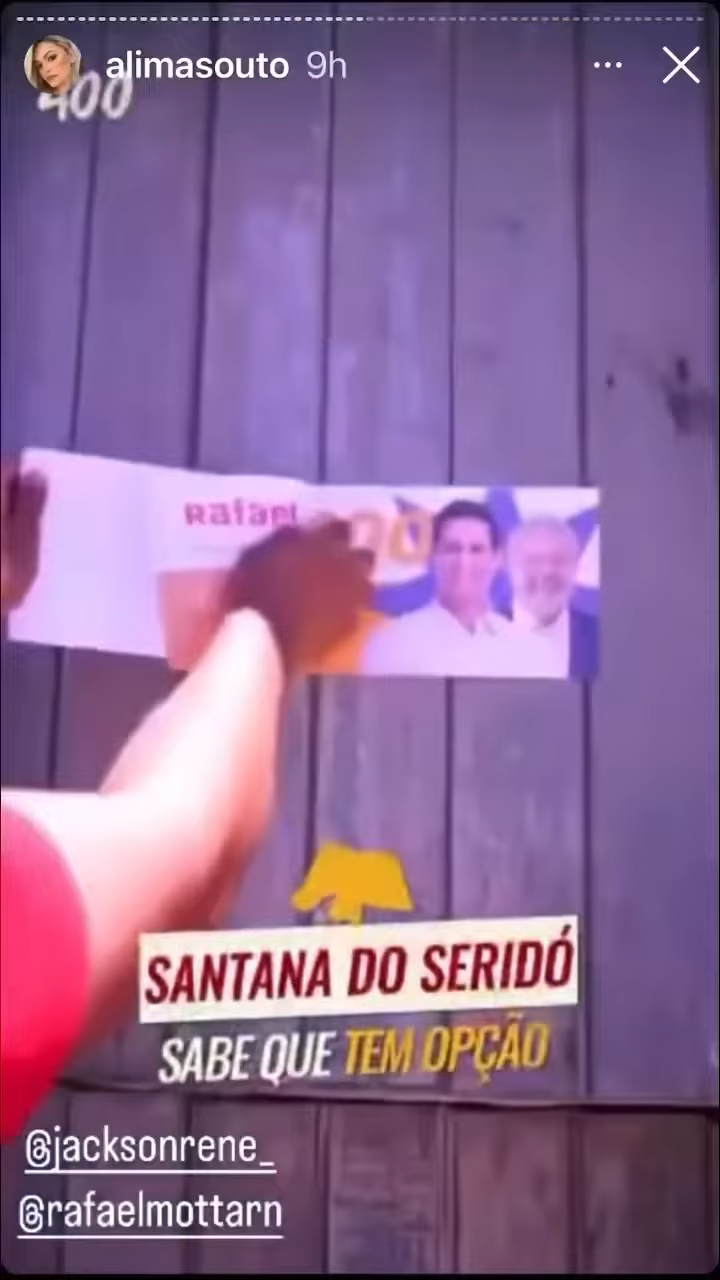 alimasouto 9h
400
Rafael
SANTANA DO SERIDÓ
SABE QUE TEM OPÇÃO
@jacksonrene_
@rafaelmottarn